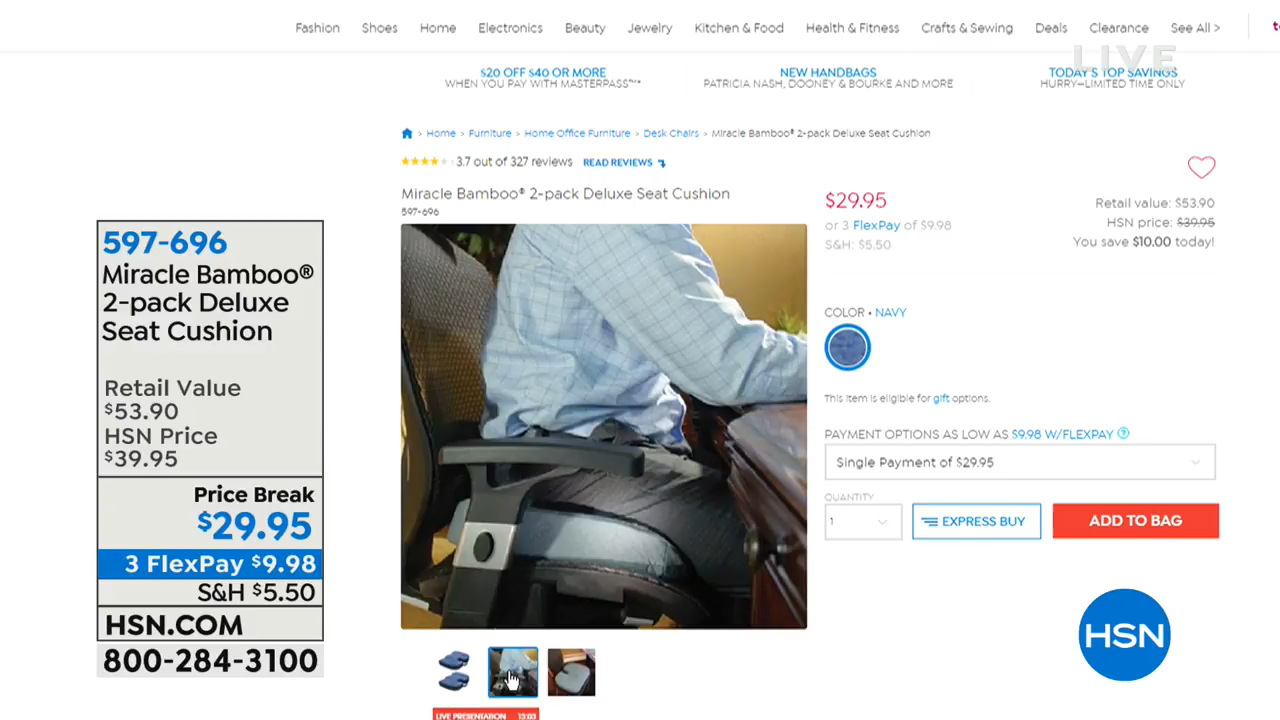 Fashion Shoes Home Electronics Beauty Jewelry Kitchen & Food Health & Fitness Crafts & Sewing Deals Clearance See All >
LIVE
$20 OFF $40 OR MORE
WHEN YOU PAY WITH MASTERPASS™*
NEW HANDBAGS
PATRICIA NASH, DOONEY & BOURKE AND MORE
TODAY'S TOP SAVINGS
HURRY—LIMITED TIME ONLY
> Home > Furniture > Home Office Furniture > Desk Chairs > Miracle Bamboo® 2-pack Deluxe Seat Cushion
3.7 out of 327 reviews READ REVIEWS
Miracle Bamboo® 2-pack Deluxe Seat Cushion
597-696
$29.95
or 3 FlexPay of $9.98
S&H: $5.50
Retail value: $53.90
HSN price: $39.95
You save $10.00 today!
COLOR • NAVY
This item is eligible for gift options.
PAYMENT OPTIONS AS LOW AS $9.98 W/FLEXPAY ?
Single Payment of $29.95
QUANTITY
1
EXPRESS BUY
ADD TO BAG
597-696
Miracle Bamboo®
2-pack Deluxe
Seat Cushion
Retail Value
$53.90
HSN Price
$39.95
Price Break
$29.95
3 FlexPay $9.98
S&H $5.50
HSN.COM
800-284-3100
HSN
LIVE PRESENTATION 13:03